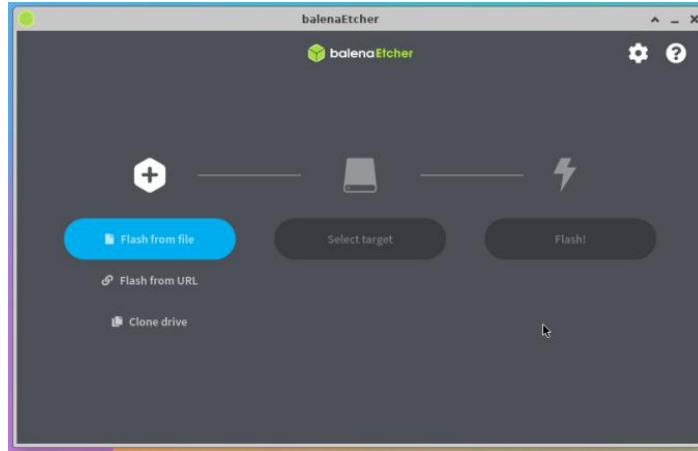 balenaEtcher
balenaEtcher
Flash from file
Select target
Flash!
Flash from URL
Clone drive